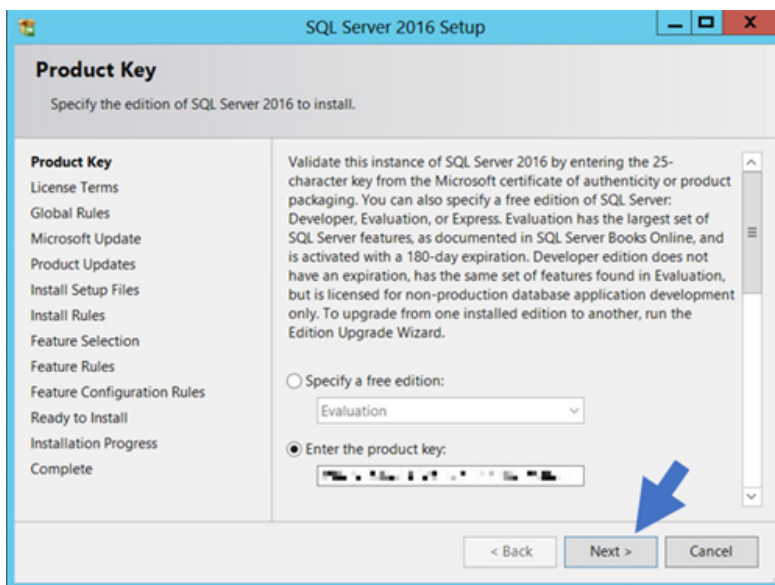 SQL Server 2016 Setup
Product Key
Specify the edition of SQL Server 2016 to install.
Product Key
License Terms
Global Rules
Microsoft Update
Product Updates
Install Setup Files
Install Rules
Feature Selection
Feature Rules
Feature Configuration Rules
Ready to Install
Installation Progress
Complete
Validate this instance of SQL Server 2016 by entering the 25-
character key from the Microsoft certificate of authenticity or product
packaging. You can also specify a free edition of SQL Server:
Developer, Evaluation, or Express. Evaluation has the largest set of
SQL Server features, as documented in SQL Server Books Online, and
is activated with a 180-day expiration. Developer edition does not
have an expiration, has the same set of features found in Evaluation,
but is licensed for non-production database application development
only. To upgrade from one installed edition to another, run the
Edition Upgrade Wizard.
Specify a free edition:
Evaluation
Enter the product key:
< Back
Next >
Cancel